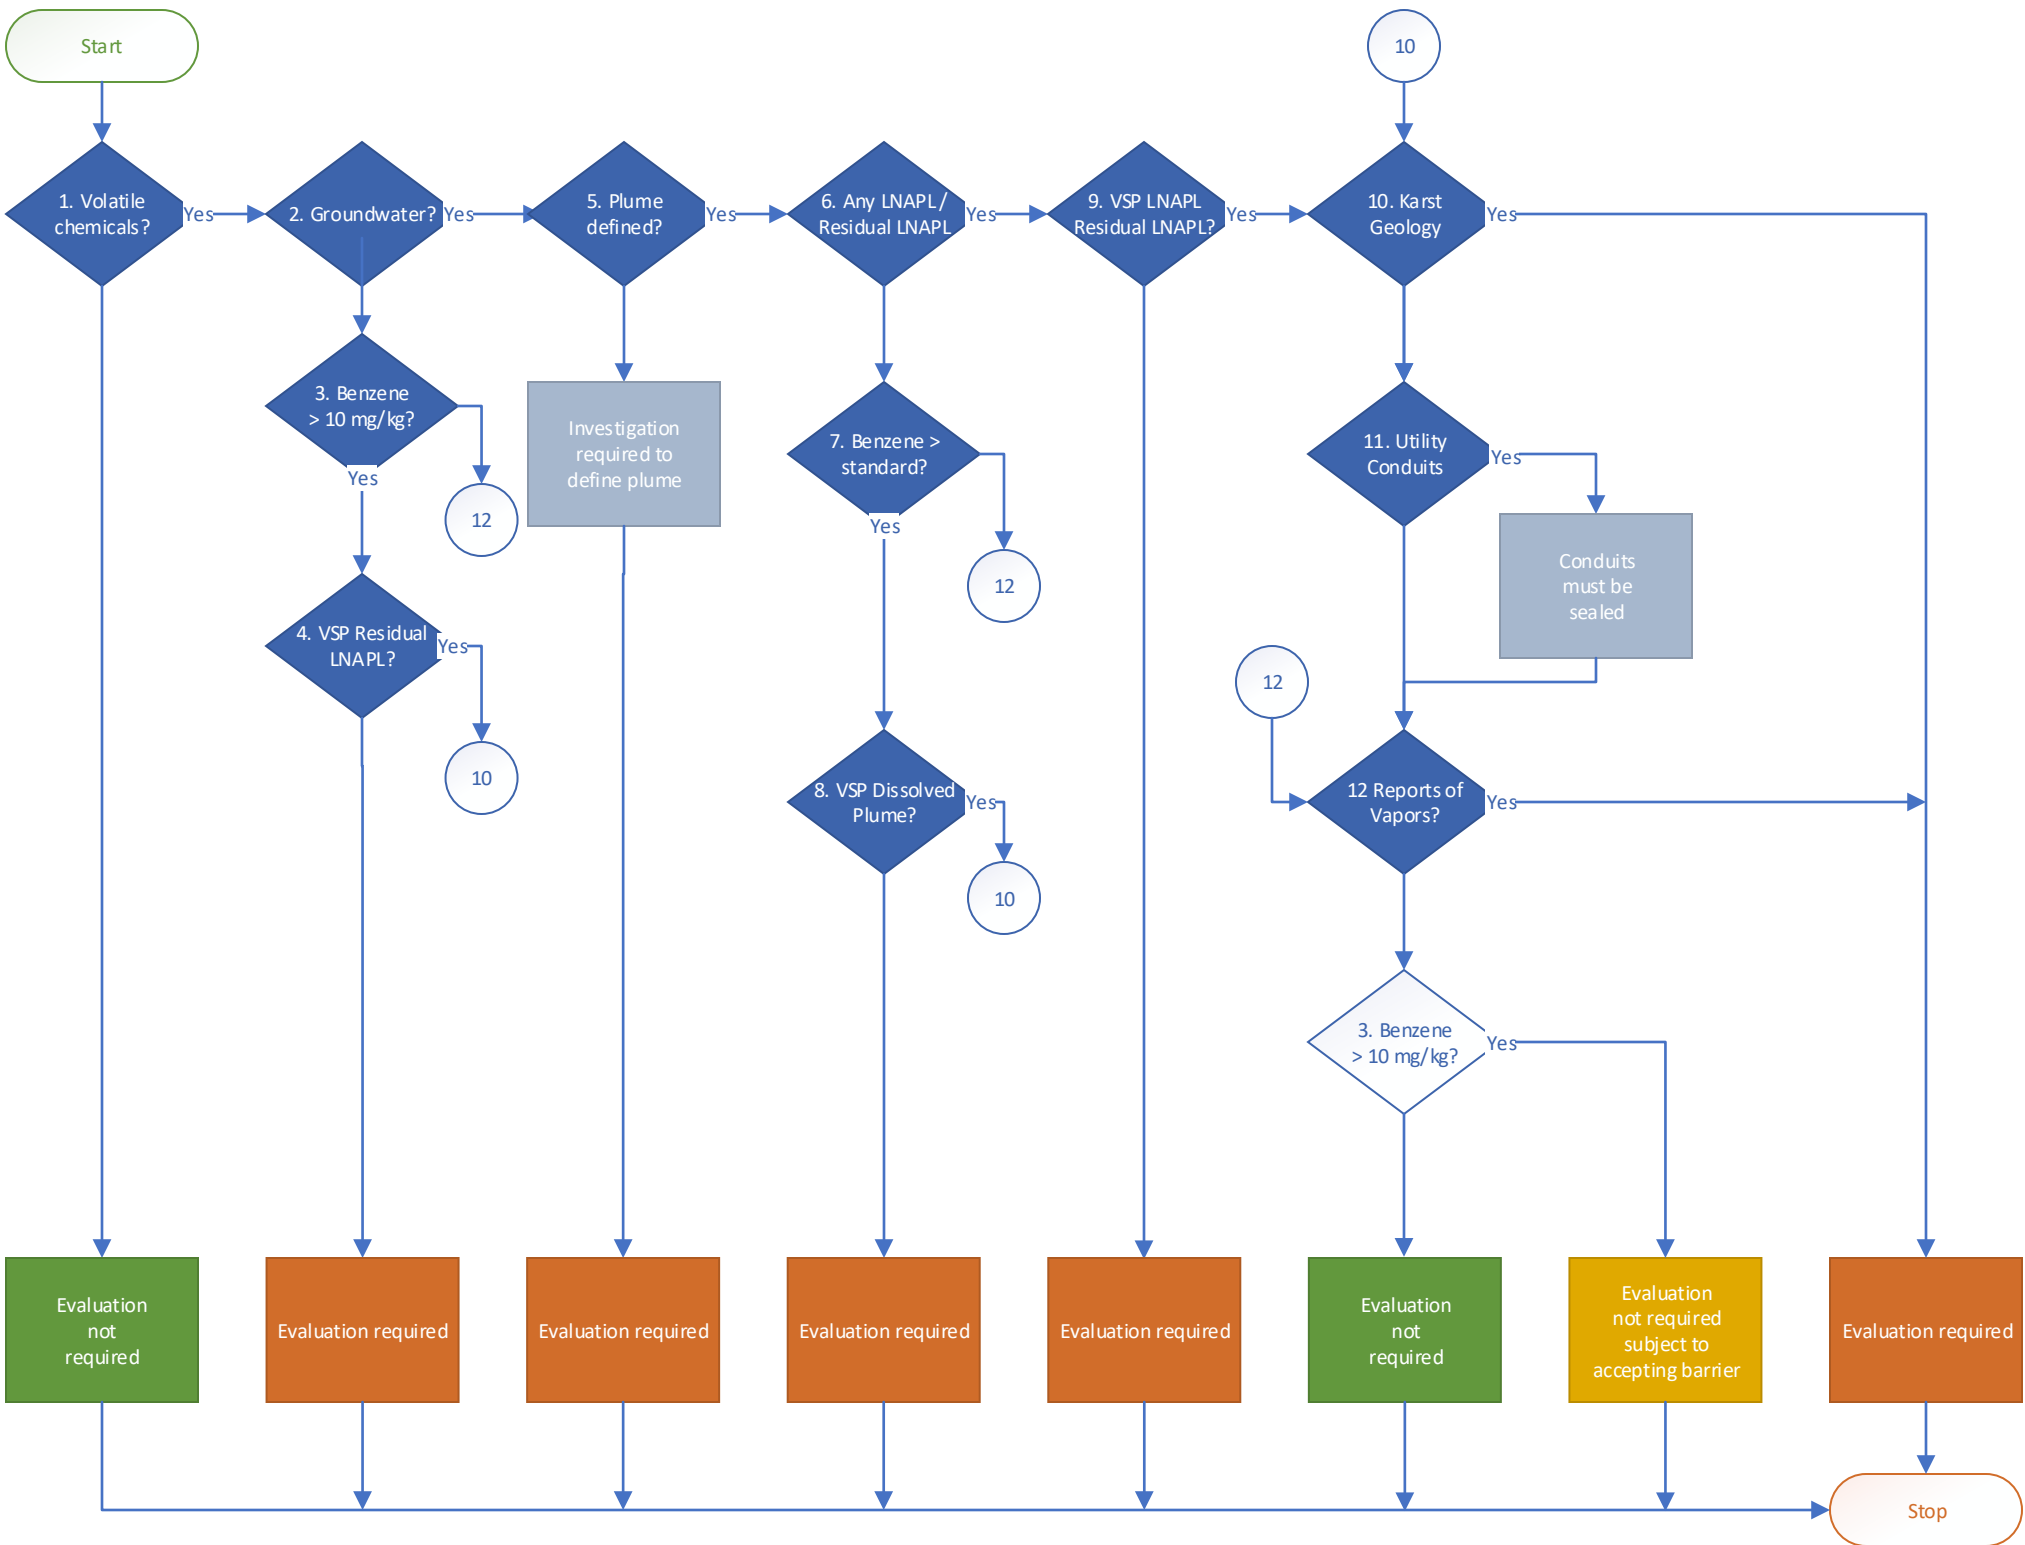 Start
10
1. Volatile
chemicals?
Yes
2. Groundwater?
Yes
5. Plume
defined?
Yes
6. Any LNAPL /
Residual LNAPL
Yes
9. VSP LNAPL
Residual LNAPL?
Yes
10. Karst
Geology
Yes
3. Benzene
> 10 mg/kg?
Yes
12
Investigation
required to
define plume
7. Benzene >
standard?
Yes
12
11. Utility
Conduits
Yes
Conduits
must be
sealed
4. VSP Residual
LNAPL?
Yes
10
12
8. VSP Dissolved
Plume?
Yes
10
12 Reports of
Vapors?
Yes
3. Benzene
> 10 mg/kg?
Yes
Evaluation
not
required
Evaluation required
Evaluation required
Evaluation required
Evaluation required
Evaluation
not
required
Evaluation
not required
subject to
accepting barrier
Evaluation required
Stop